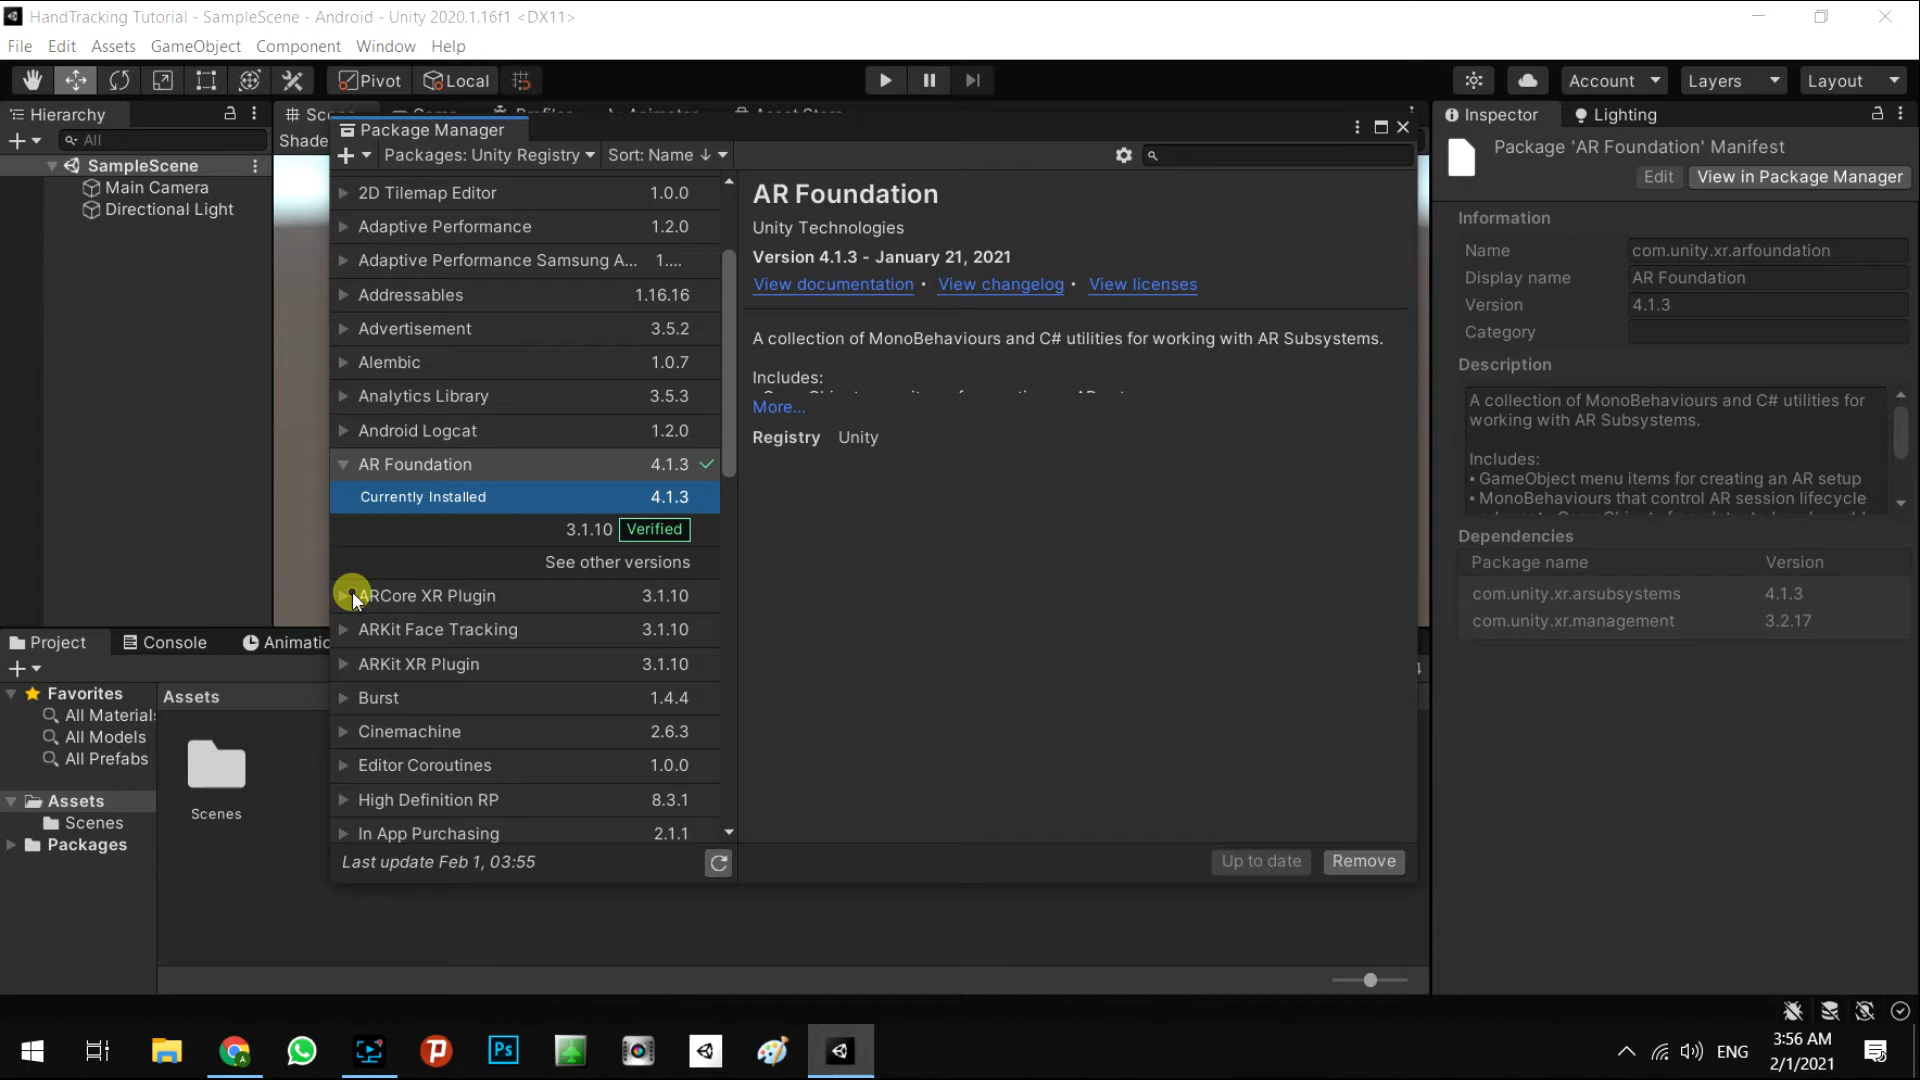 HandTracking Tutorial - SampleScene - Android - Unity 2020.1.16f1 <DX11>
File Edit Assets GameObject Component Window Help
Pivot Local Account Layers Layout
Hierarchy
All
SampleScene
Main Camera
Directional Light
Package Manager
Packages: Unity Registry Sort: Name ↓
2D Tilemap Editor 1.0.0
Adaptive Performance 1.2.0
Adaptive Performance Samsung A... 1....
Addressables 1.16.16
Advertisement 3.5.2
Alembic 1.0.7
Analytics Library 3.5.3
Android Logcat 1.2.0
AR Foundation 4.1.3
Currently Installed 4.1.3
3.1.10 Verified
See other versions
ARCore XR Plugin 3.1.10
ARKit Face Tracking 3.1.10
ARKit XR Plugin 3.1.10
Burst 1.4.4
Cinemachine 2.6.3
Editor Coroutines 1.0.0
High Definition RP 8.3.1
In App Purchasing 2.1.1
Last update Feb 1, 03:55
AR Foundation
Unity Technologies
Version 4.1.3 - January 21, 2021
View documentation • View changelog • View licenses
A collection of MonoBehaviours and C# utilities for working with AR Subsystems.
Includes:
More...
Registry Unity
Up to date Remove
Inspector Lighting
Package 'AR Foundation' Manifest
Edit View in Package Manager
Information
Name com.unity.xr.arfoundation
Display name AR Foundation
Version 4.1.3
Category
Description
A collection of MonoBehaviours and C# utilities for
working with AR Subsystems.
Includes:
• GameObject menu items for creating an AR setup
• MonoBehaviours that control AR session lifecycle
Dependencies
Package name Version
com.unity.xr.arsubsystems 4.1.3
com.unity.xr.management 3.2.17
Project Console Animatio
Favorites
All Materials
All Models
All Prefabs
Assets
Scenes
Packages
Assets
Scenes
ENG
3:56 AM
2/1/2021